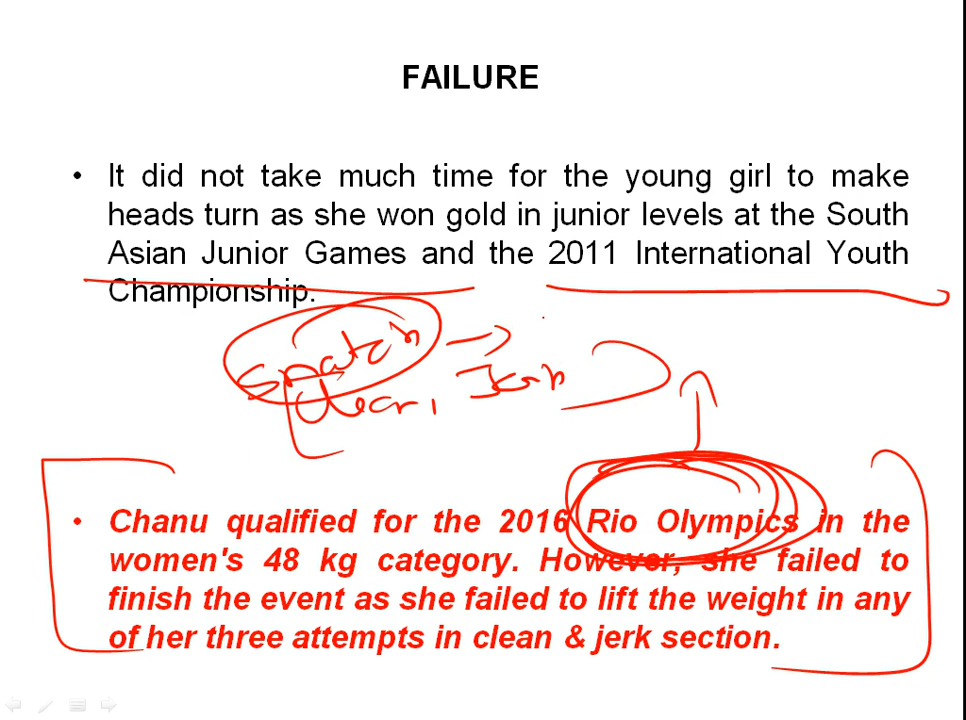 FAILURE
• It did not take much time for the young girl to make
heads turn as she won gold in junior levels at the South
Asian Junior Games and the 2011 International Youth
Championship.
Snatch
Clear, Jerk
• Chanu qualified for the 2016 Rio Olympics in the
women's 48 kg category. However, she failed to
finish the event as she failed to lift the weight in any
of her three attempts in clean & jerk section.